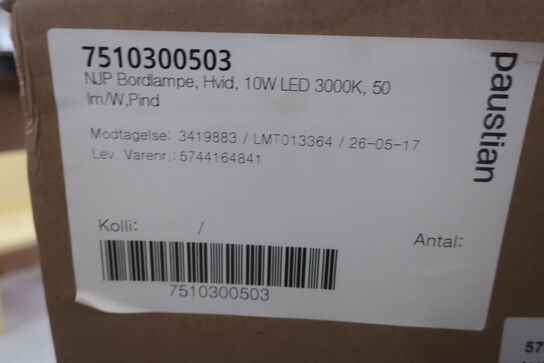 7510300503
NJP Bordlampe, Hvid, 10W LED 3000K, 50
lm/W,Pind
Modtagelse: 3419883 / LMT013364 / 26-05-17
Lev. Varenr.: 5744164841
Kolli: /
Antal:
7510300503
paustian
57